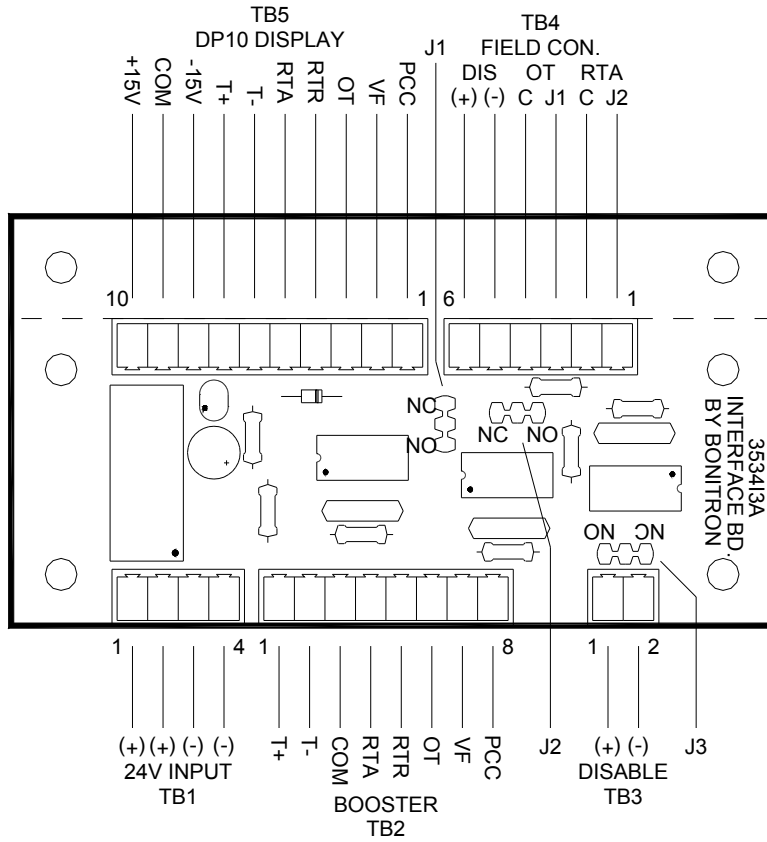 TB5
DP10 DISPLAY
+15V
COM
-15V
T+
T-
RTA
RTR
OT
VF
PCC
J1
TB4
FIELD CON.
DIS OT RTA
(+) (-) C J1 C J2
10 1 6 1
NC
NO
NC NO
NO NC
3534I3A
INTERFACE BD.
BY BONITRON
1 4 1 8 1 2
(+) (+) (-) (-)
24V INPUT
TB1
T+
T-
COM
RTA
RTR
OT
VF
PCC
BOOSTER
TB2
J2
(+) (-)
DISABLE
TB3
J3